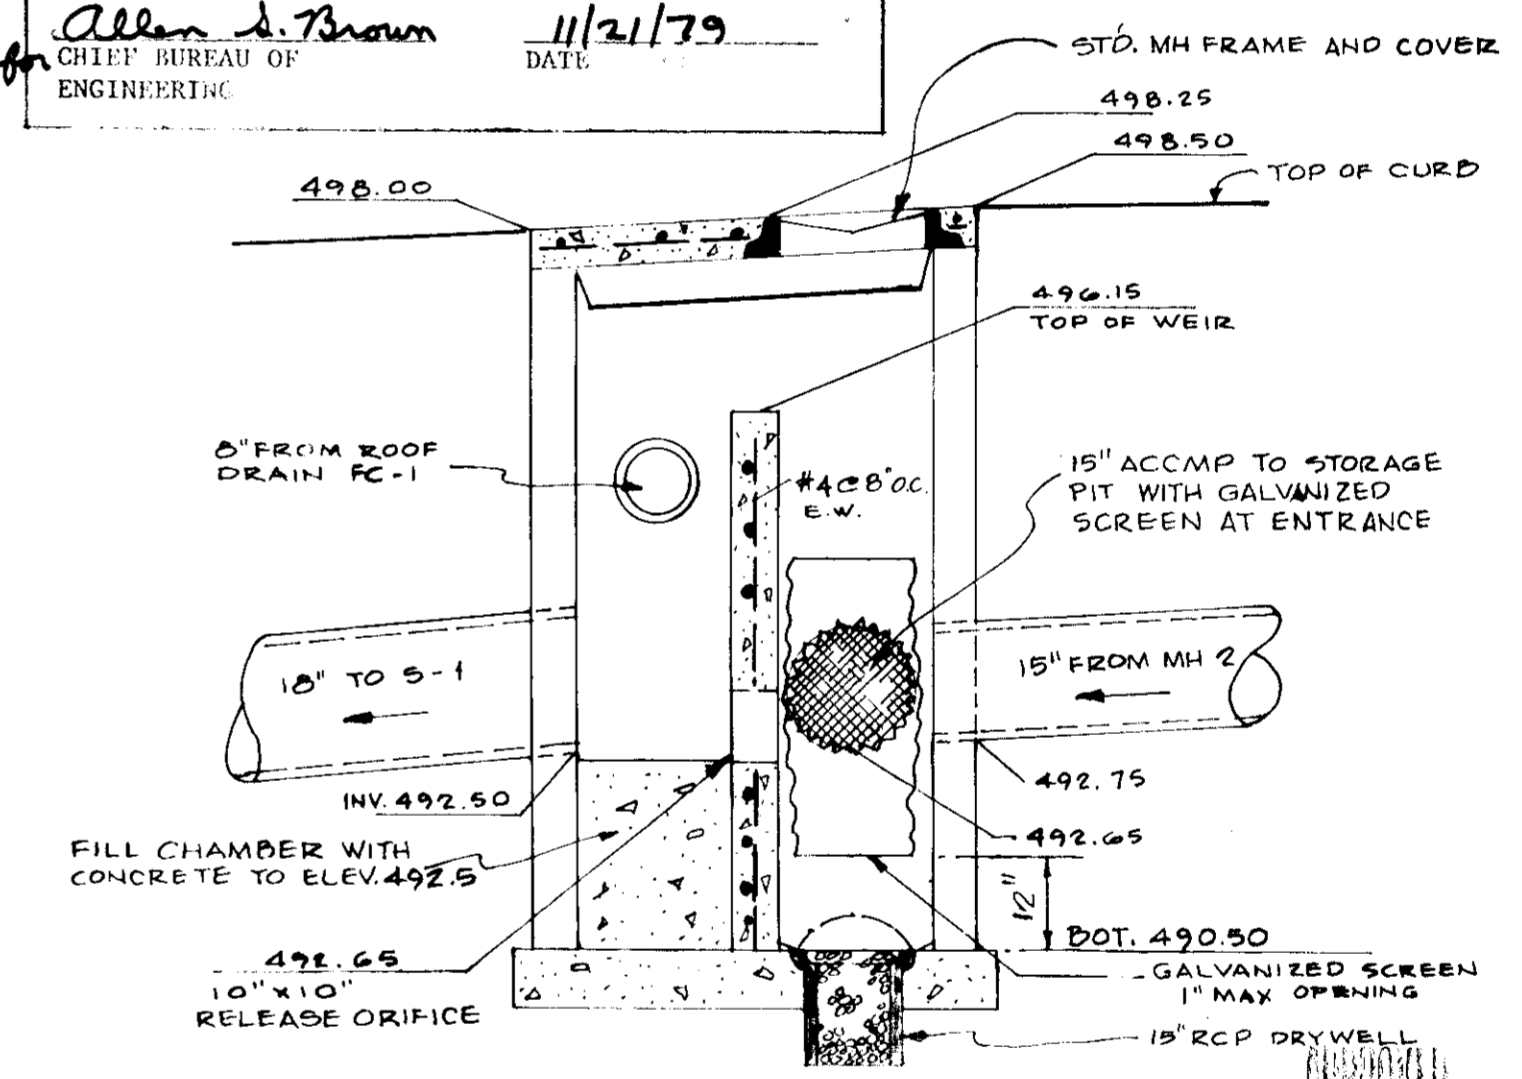 Allen S. Brown 11/21/79
for CHIEF BUREAU OF DATE
ENGINEERING
STD. MH FRAME AND COVER
498.25
498.50
TOP OF CURB
498.00
496.15
TOP OF WEIR
8" FROM ROOF
DRAIN FC-1
#4@8"O.C.
E.W.
15" ACCMP TO STORAGE
PIT WITH GALVANIZED
SCREEN AT ENTRANCE
18" TO S-1
15" FROM MH 2
INV. 492.50
492.75
492.65
FILL CHAMBER WITH
CONCRETE TO ELEV. 492.5
12"
BOT. 490.50
492.65
10" x 10"
RELEASE ORIFICE
GALVANIZED SCREEN
1" MAX OPENING
15" RCP DRYWELL